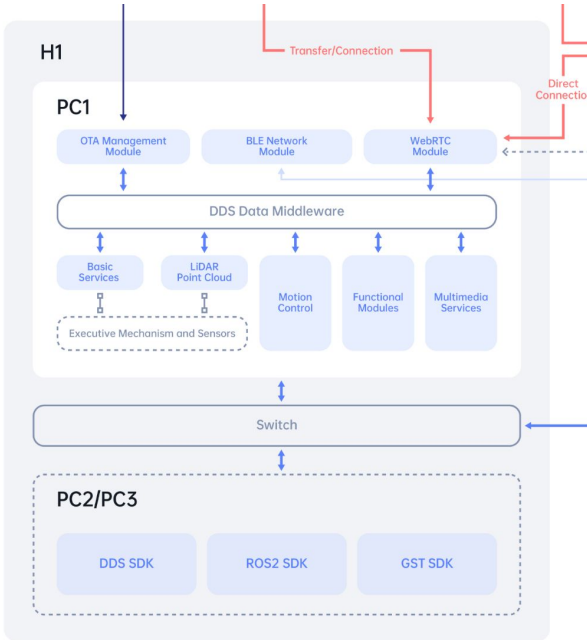 H1
Transfer/Connection
Direct
Connectio
PC1
OTA Management
Module
BLE Network
Module
WebRTC
Module
DDS Data Middleware
Basic
Services
LiDAR
Point Cloud
Motion
Control
Functional
Modules
Multimedia
Services
Executive Mechanism and Sensors
Switch
PC2/PC3
DDS SDK
ROS2 SDK
GST SDK